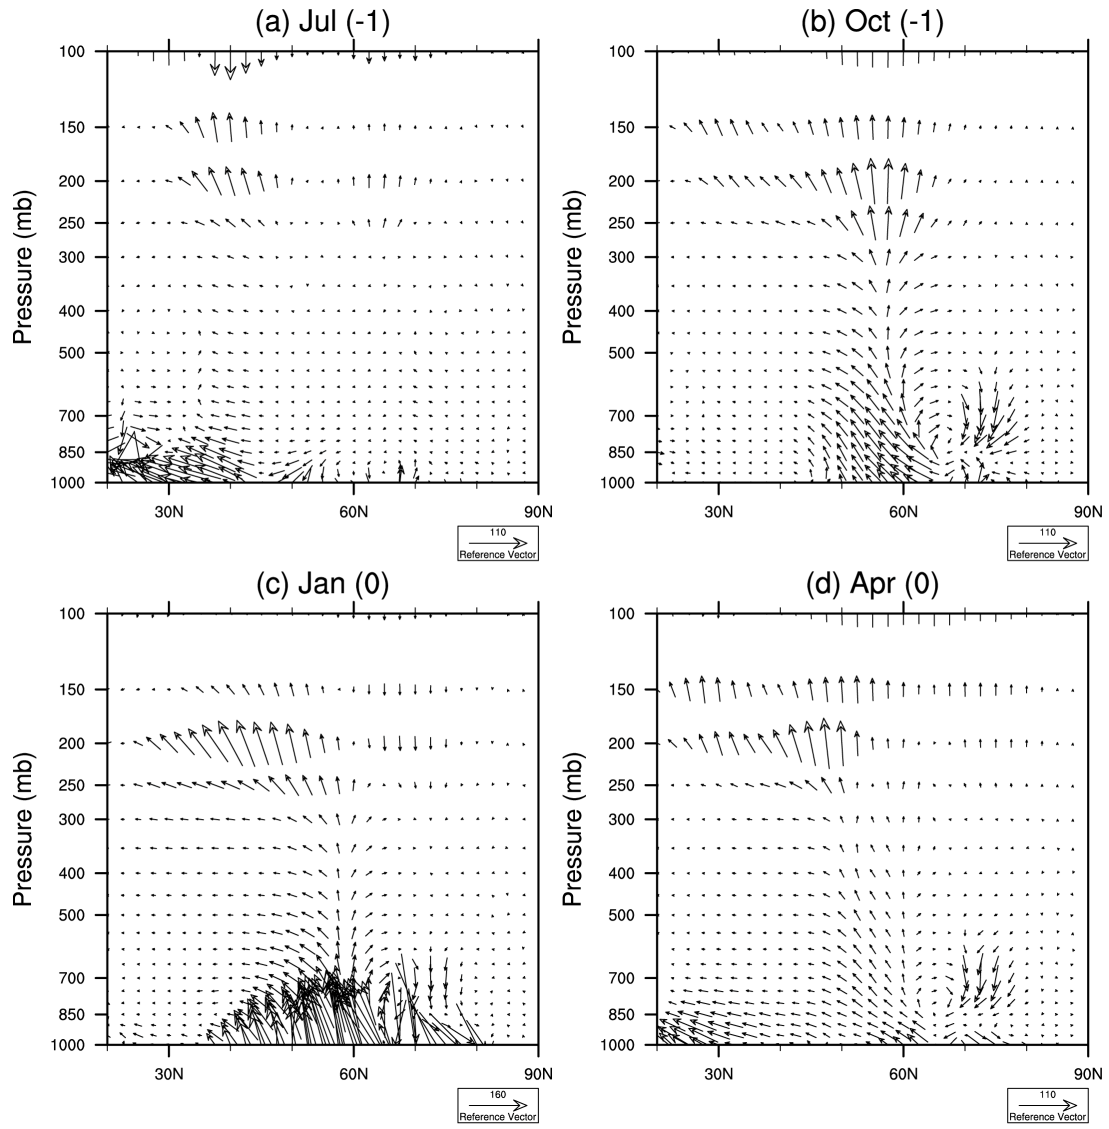 (a) Jul (-1)
(b) Oct (-1)
Pressure (mb)
100
150
200
250
300
400
500
700
850
1000
30N
60N
90N
110
Reference Vector
Pressure (mb)
100
150
200
250
300
400
500
700
850
1000
30N
60N
90N
110
Reference Vector
(c) Jan (0)
(d) Apr (0)
Pressure (mb)
100
150
200
250
300
400
500
700
850
1000
30N
60N
90N
160
Reference Vector
Pressure (mb)
100
150
200
250
300
400
500
700
850
1000
30N
60N
90N
110
Reference Vector